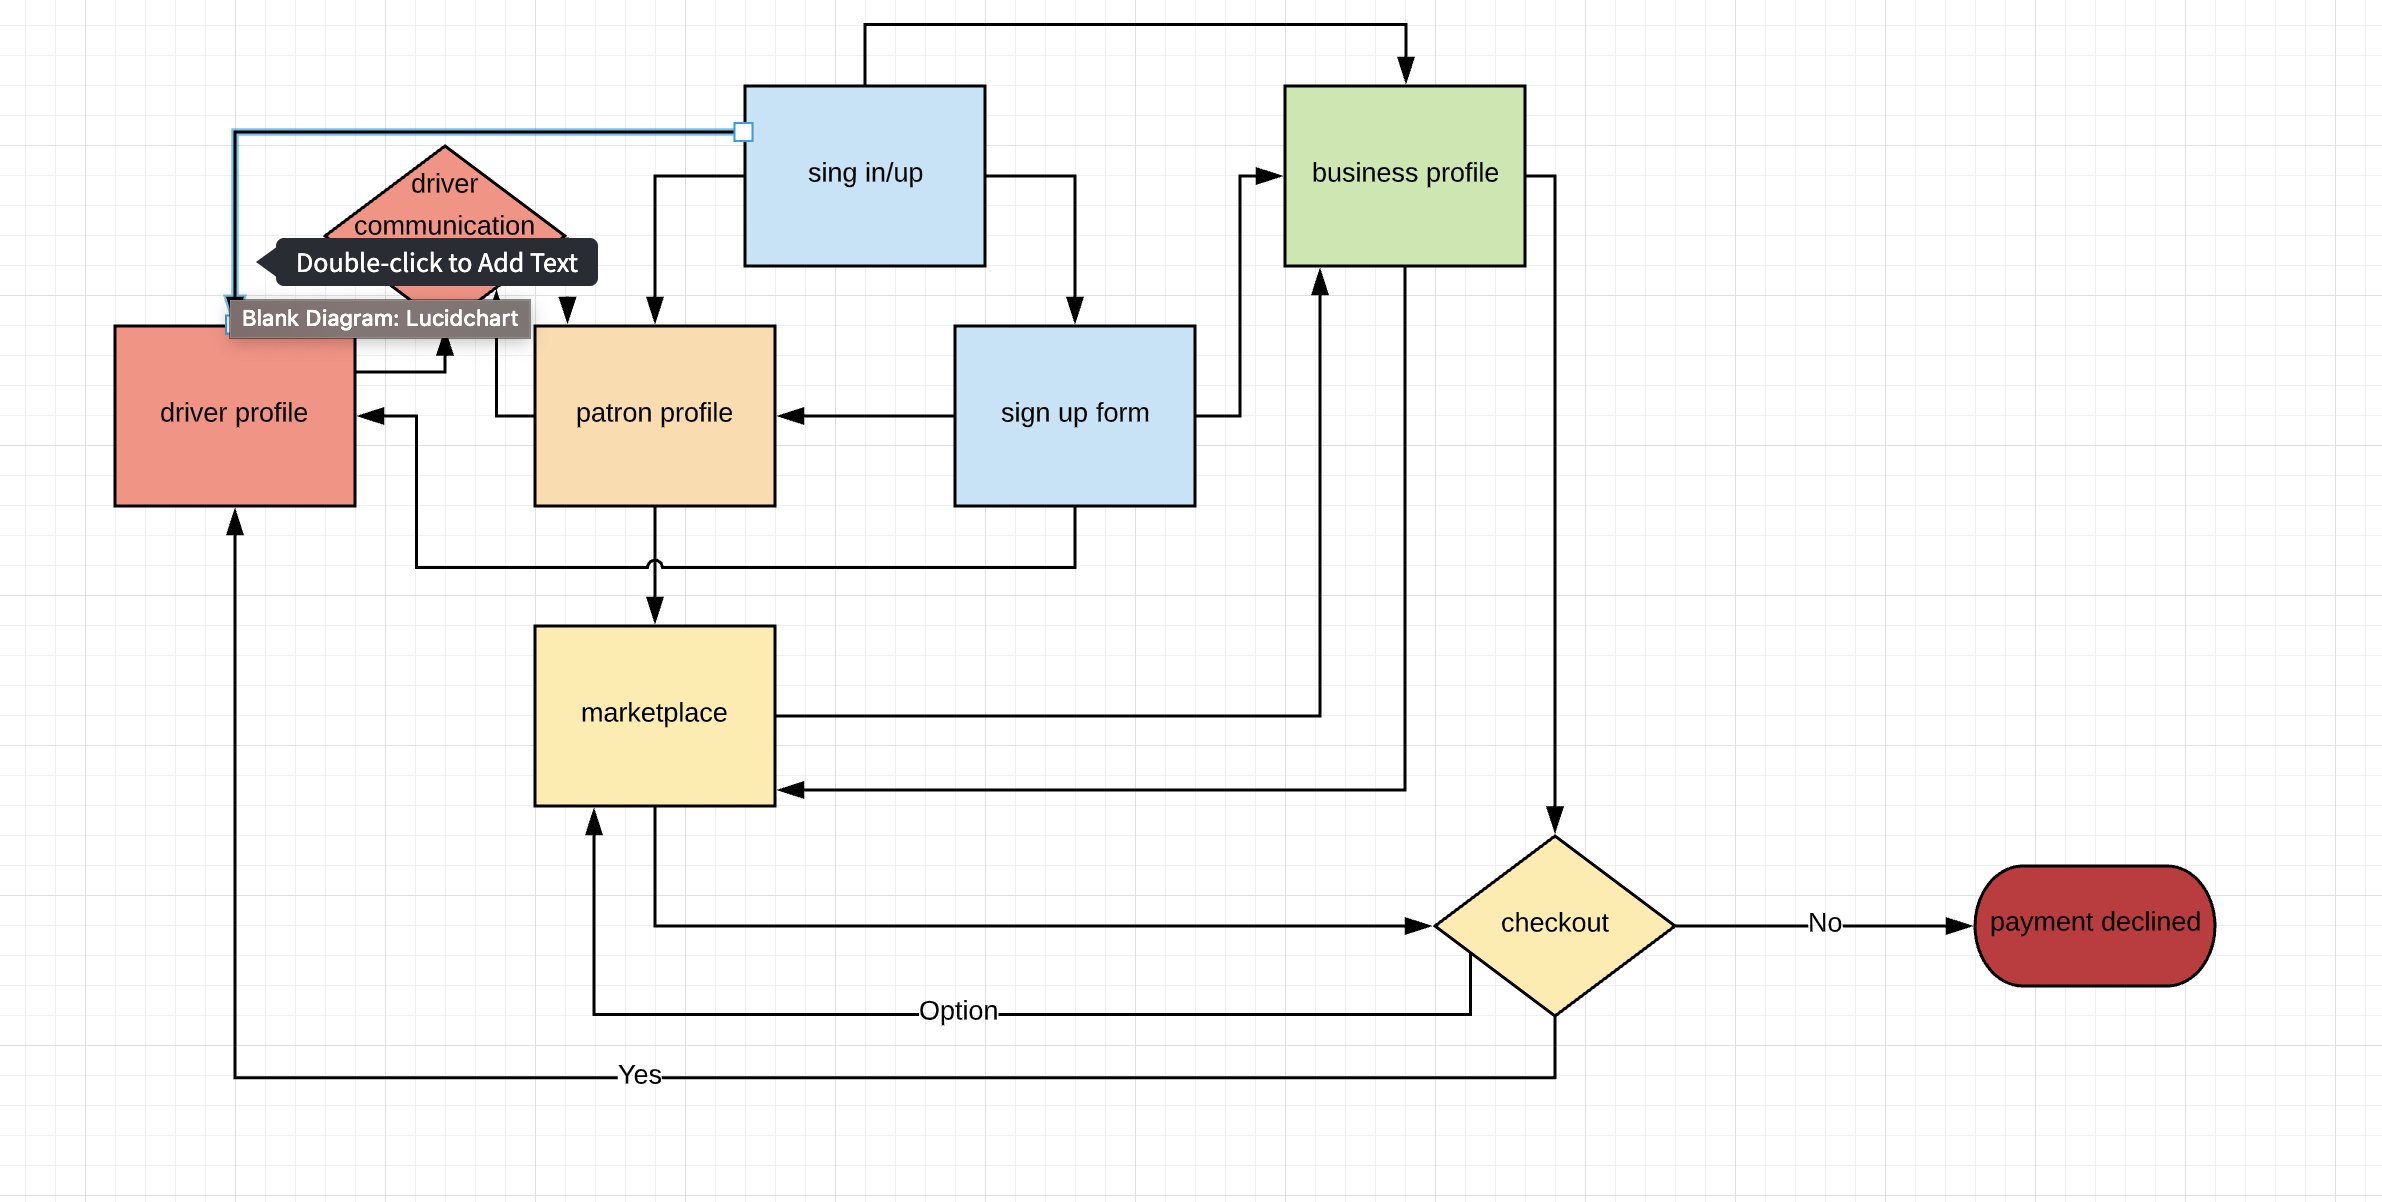 sing in/up
business profile
driver
communication
Double-click to Add Text
Blank Diagram: Lucidchart
driver profile
patron profile
sign up form
marketplace
checkout
No
payment declined
Option
Yes